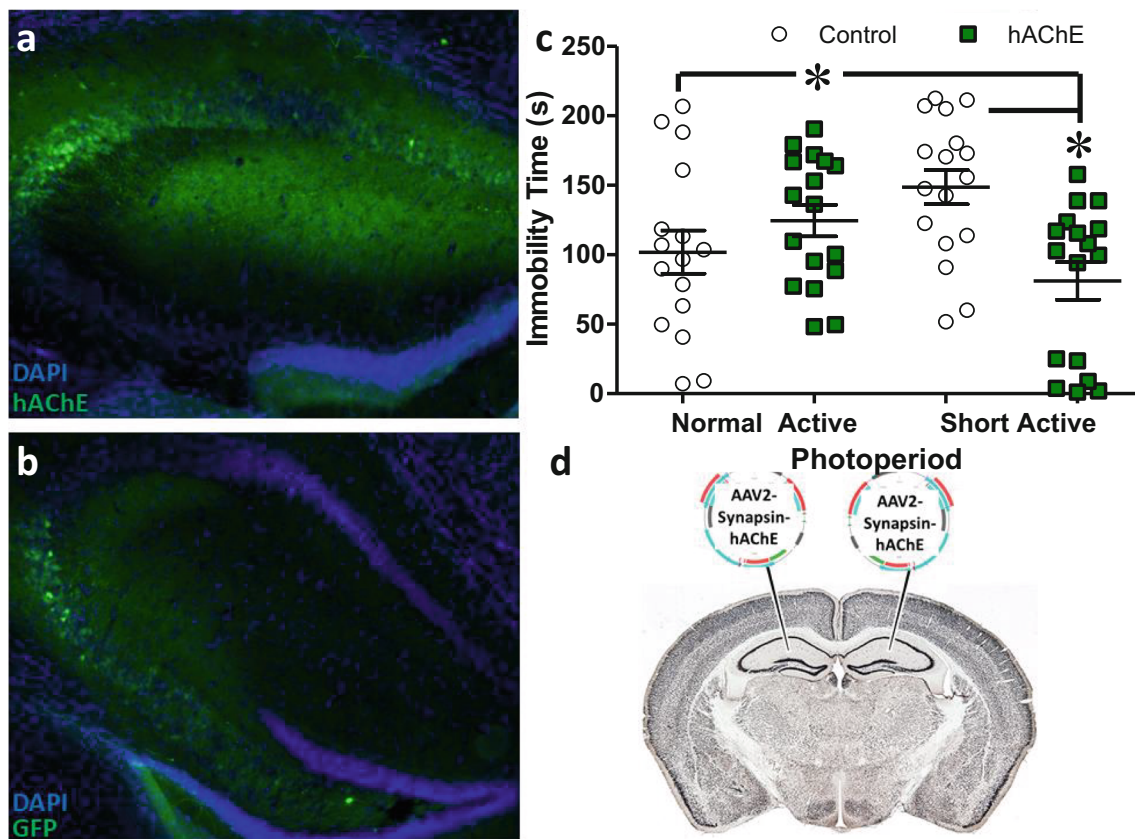 a
DAPI
hAChE
b
DAPI
GFP
c
Control
hAChE
Immobility Time (s)
250
200
150
100
50
0
*
*
Normal Active
Short Active
Photoperiod
d
AAV2-
Synapsin-
hAChE
AAV2-
Synapsin-
hAChE